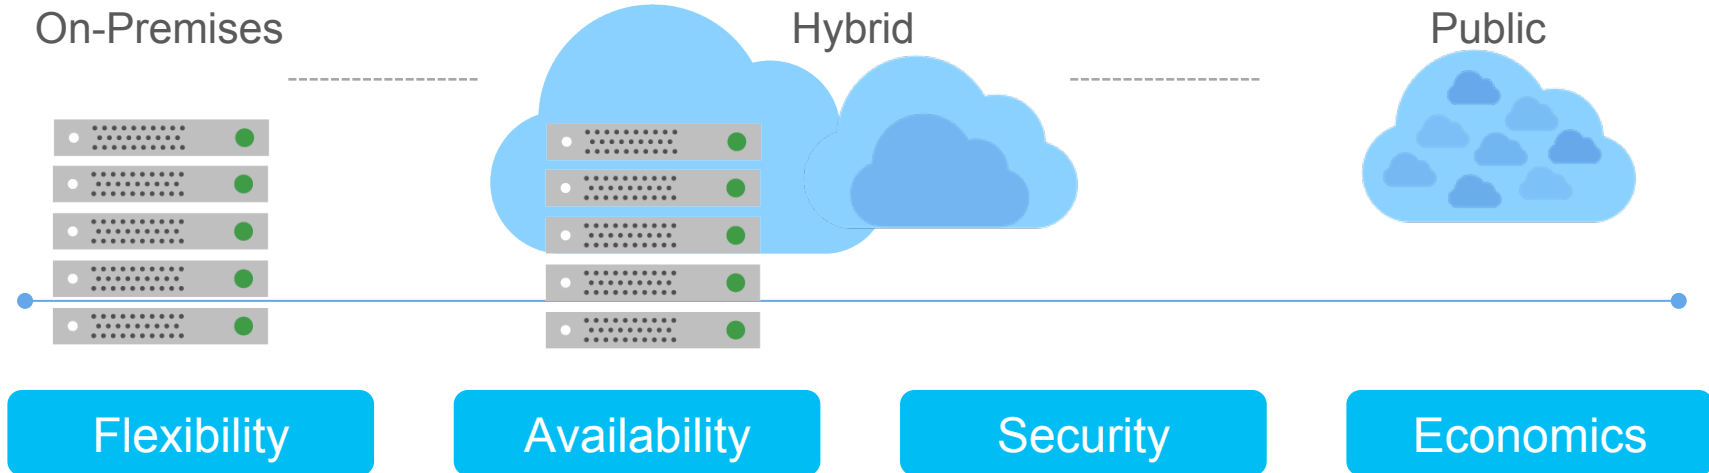 On-Premises
Hybrid
Public
Flexibility
Availability
Security
Economics